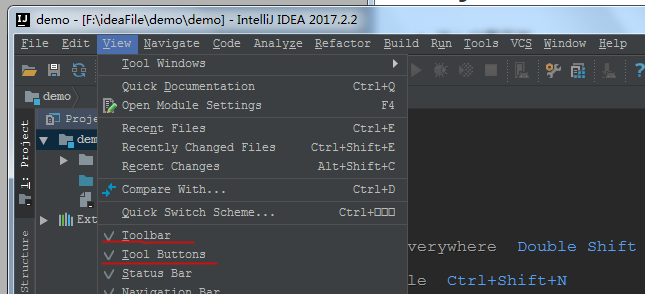 demo - [F:\ideaFile\demo\demo] - IntelliJ IDEA 2017.2.2
File Edit View Navigate Code Analyze Refactor Build Run Tools VCS Window Help
Tool Windows
demo
Quick Documentation Ctrl+Q
Open Module Settings F4
Recent Files Ctrl+E
Recently Changed Files Ctrl+Shift+E
Recent Changes Alt+Shift+C
Compare With... Ctrl+D
Quick Switch Scheme... Ctrl+□□□
Toolbar
Tool Buttons
Status Bar
Navigation Bar
Proje
dem
Ext
1: Project
Structure
verywhere Double Shift
le Ctrl+Shift+N